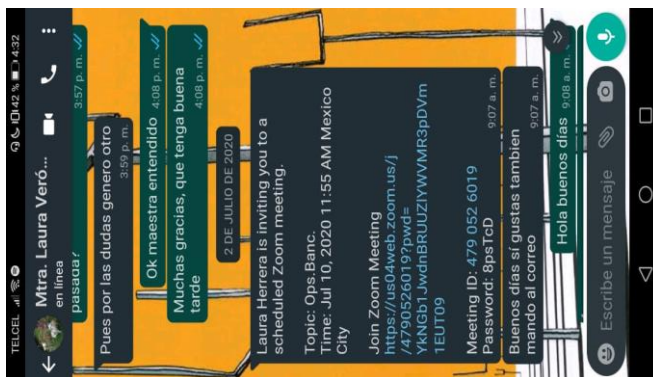 TELCEL 42 % 4:32
Mtra. Laura Veró...
en línea
pasada?
3:57 p. m.
Pues por las dudas genero otro
3:59 p. m.
Ok maestra entendido 4:08 p. m.
Muchas gracias, que tenga buena
tarde 4:08 p. m.
2 DE JULIO DE 2020
Laura Herrera is inviting you to a
scheduled Zoom meeting.
Topic: Ops.Banc.
Time: Jul 10, 2020 11:55 AM Mexico
City
Join Zoom Meeting
https://us04web.zoom.us/j
/4790526019?pwd=
YkNGb1JwdnBRUUZIYWVMR3pDVm
1EUT09
Meeting ID: 479 052 6019
Password: 8psTcD
9:07 a. m.
Buenos días sí gustas tambien
mando al correo 9:07 a. m.
Hola buenos días 9:08 a. m.
Escribe un mensaje